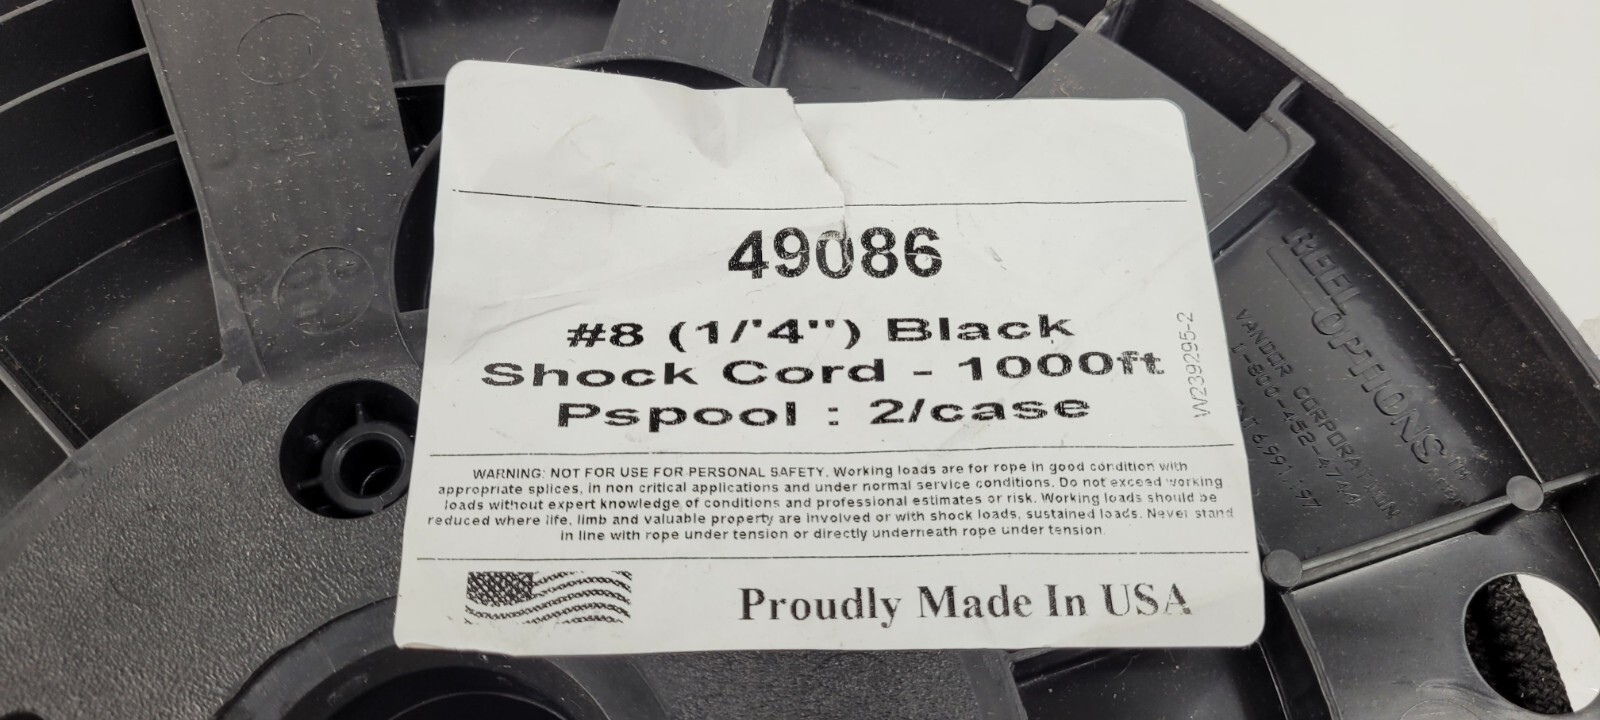 49086
#8 (1/'4") Black
Shock Cord - 1000ft
Pspool : 2/case
W239295-2
WARNING: NOT FOR USE FOR PERSONAL SAFETY. Working loads are for rope in good condition with
appropriate splices, in non critical applications and under normal service conditions. Do not exceed working
loads without expert knowledge of conditions and professional estimates or risk. Working loads should be
reduced where life, limb and valuable property are involved or with shock loads, sustained loads. Never stand
in line with rope under tension or directly underneath rope under tension.
Proudly Made In USA
REEL OPTIONS
VANDOR CORPORATION
1-800-452-4744